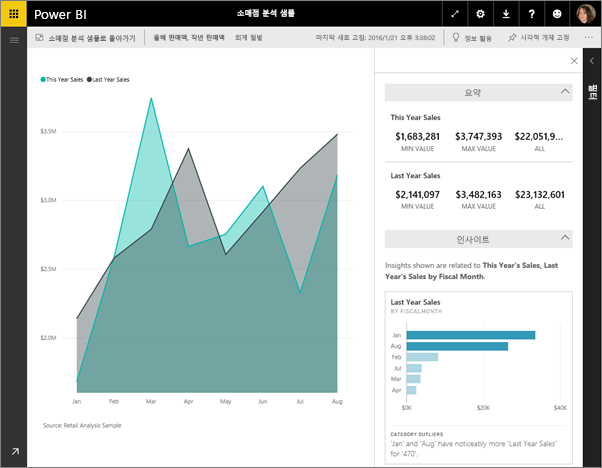 Power BI
소매점 분석 샘플
소매점 분석 샘플로 돌아가기
올해 판매액, 작년 판매액
회계 월별
마지막 새로 고침: 2016/1/21 오후 3:38:02
정보 활용
시각적 개체 고정
필터
This Year Sales
Last Year Sales
$3.5M
$3.0M
$2.5M
$2.0M
Jan
Feb
Mar
Apr
May
Jun
Jul
Aug
Source: Retail Analysis Sample
요약
This Year Sales
$1,683,281
$3,747,393
$22,051,9...
MIN VALUE
MAX VALUE
ALL
Last Year Sales
$2,141,097
$3,482,163
$23,132,601
MIN VALUE
MAX VALUE
ALL
인사이트
Insights shown are related to This Year's Sales, Last
Year's Sales by Fiscal Month.
Last Year Sales
BY FISCALMONTH
Jan
Aug
Feb
Jul
Mar
Apr
$0K
$20K
$40K
CATEGORY OUTLIERS
'Jan' and 'Aug' have noticeably more 'Last Year Sales'
for '470'.